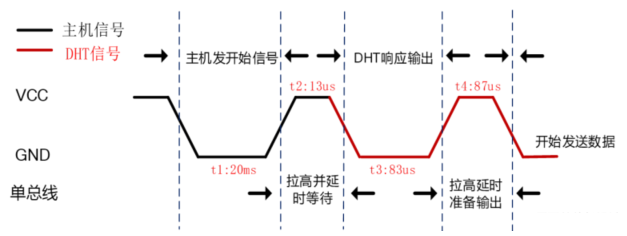 主机信号
DHT信号
主机发开始信号
DHT响应输出
t2:13us
t4:87us
VCC
开始发送数据
GND
t1:20ms
t3:83us
单总线
拉高并延
时等待
拉高延时
准备输出